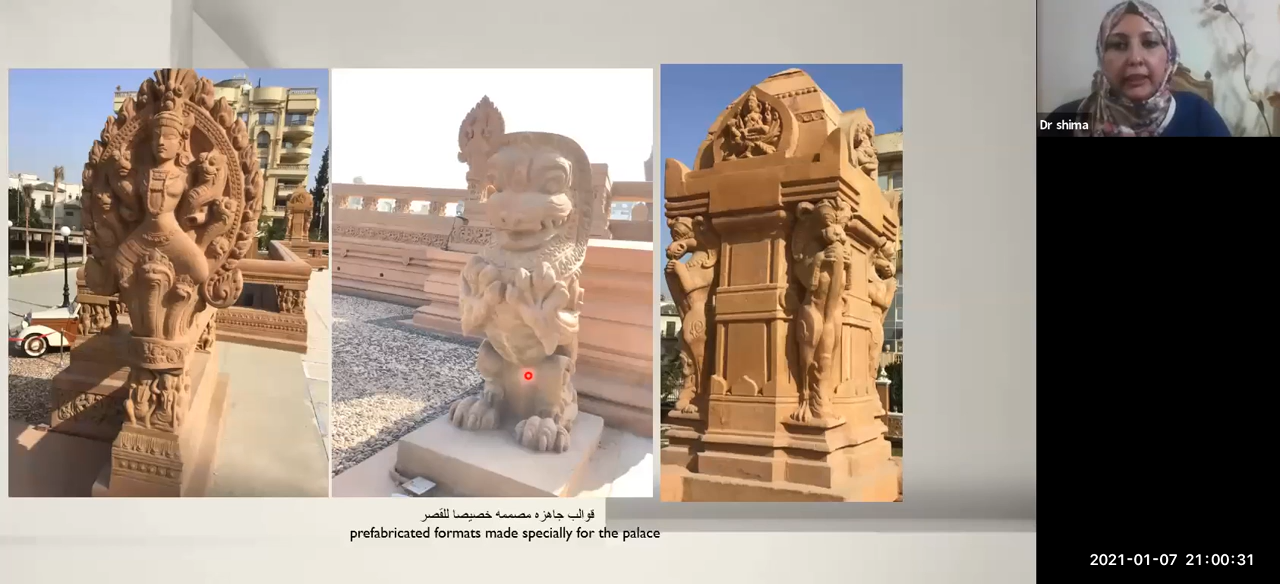 Dr shima
قوالب جاهزه مصممه خصيصا للقصر
prefabricated formats made specially for the palace
2021-01-07 21:00:31